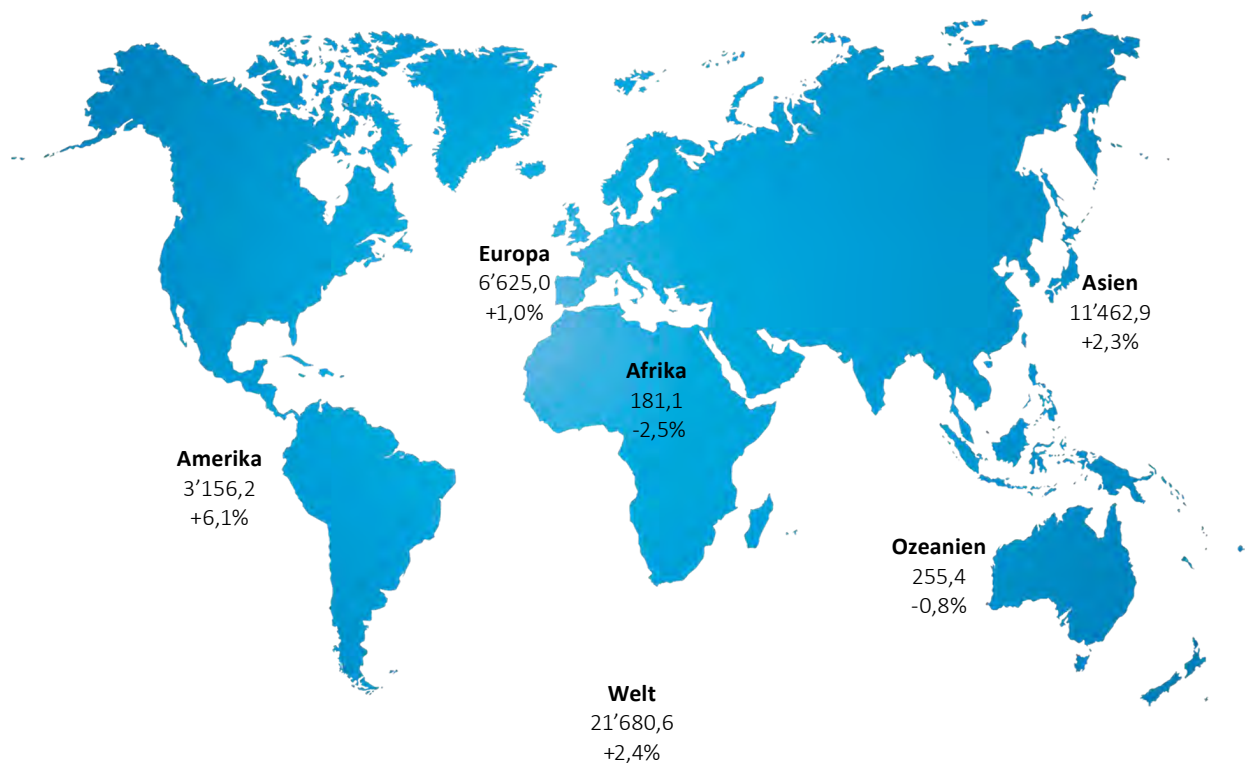 Europa
6’625,0
+1,0%
Asien
11’462,9
+2,3%
Afrika
181,1
-2,5%
Amerika
3’156,2
+6,1%
Ozeanien
255,4
-0,8%
Welt
21’680,6
+2,4%